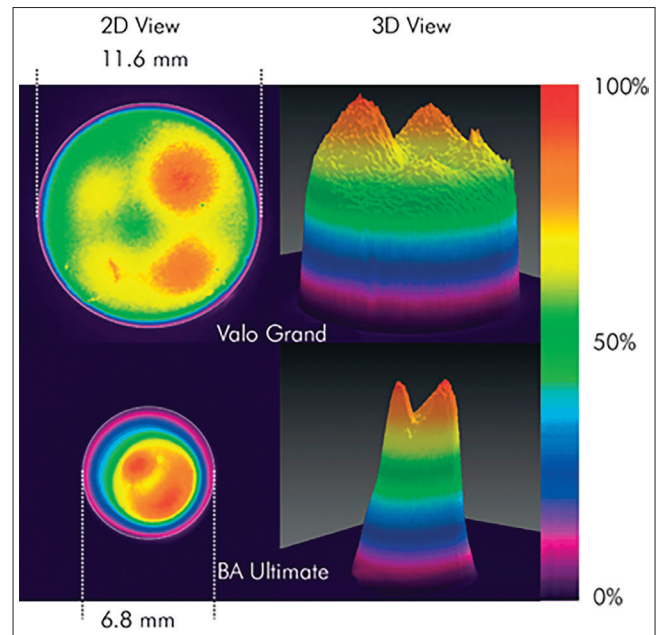 2D View
3D View
11.6 mm
100%
Valo Grand
50%
BA Ultimate
0%
6.8 mm